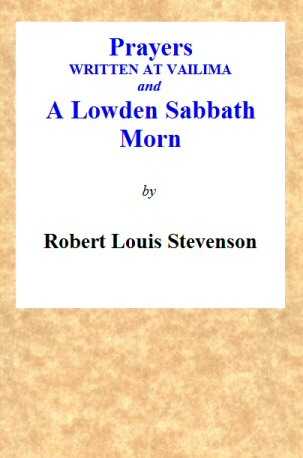 Prayers
WRITTEN AT VAILIMA
and
A Lowden Sabbath
Morn
by
Robert Louis Stevenson